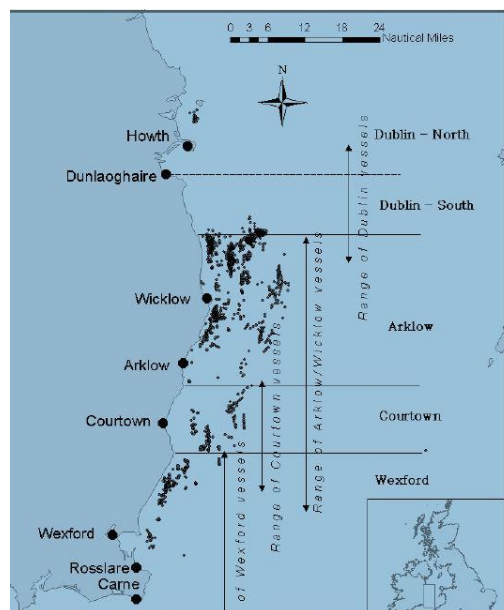 0 3 6 12 18 24
Nautical Miles
N
Howth
Dublin – North
Dunlaoghaire
Dublin – South
Range of Dublin vessels
Wicklow
Arklow
Arklow
Range of Arklow/Wicklow vessels
Range of Courtown vessels
Courtown
Courtown
of Wexford vessels
Wexford
Wexford
Rosslare
Carne